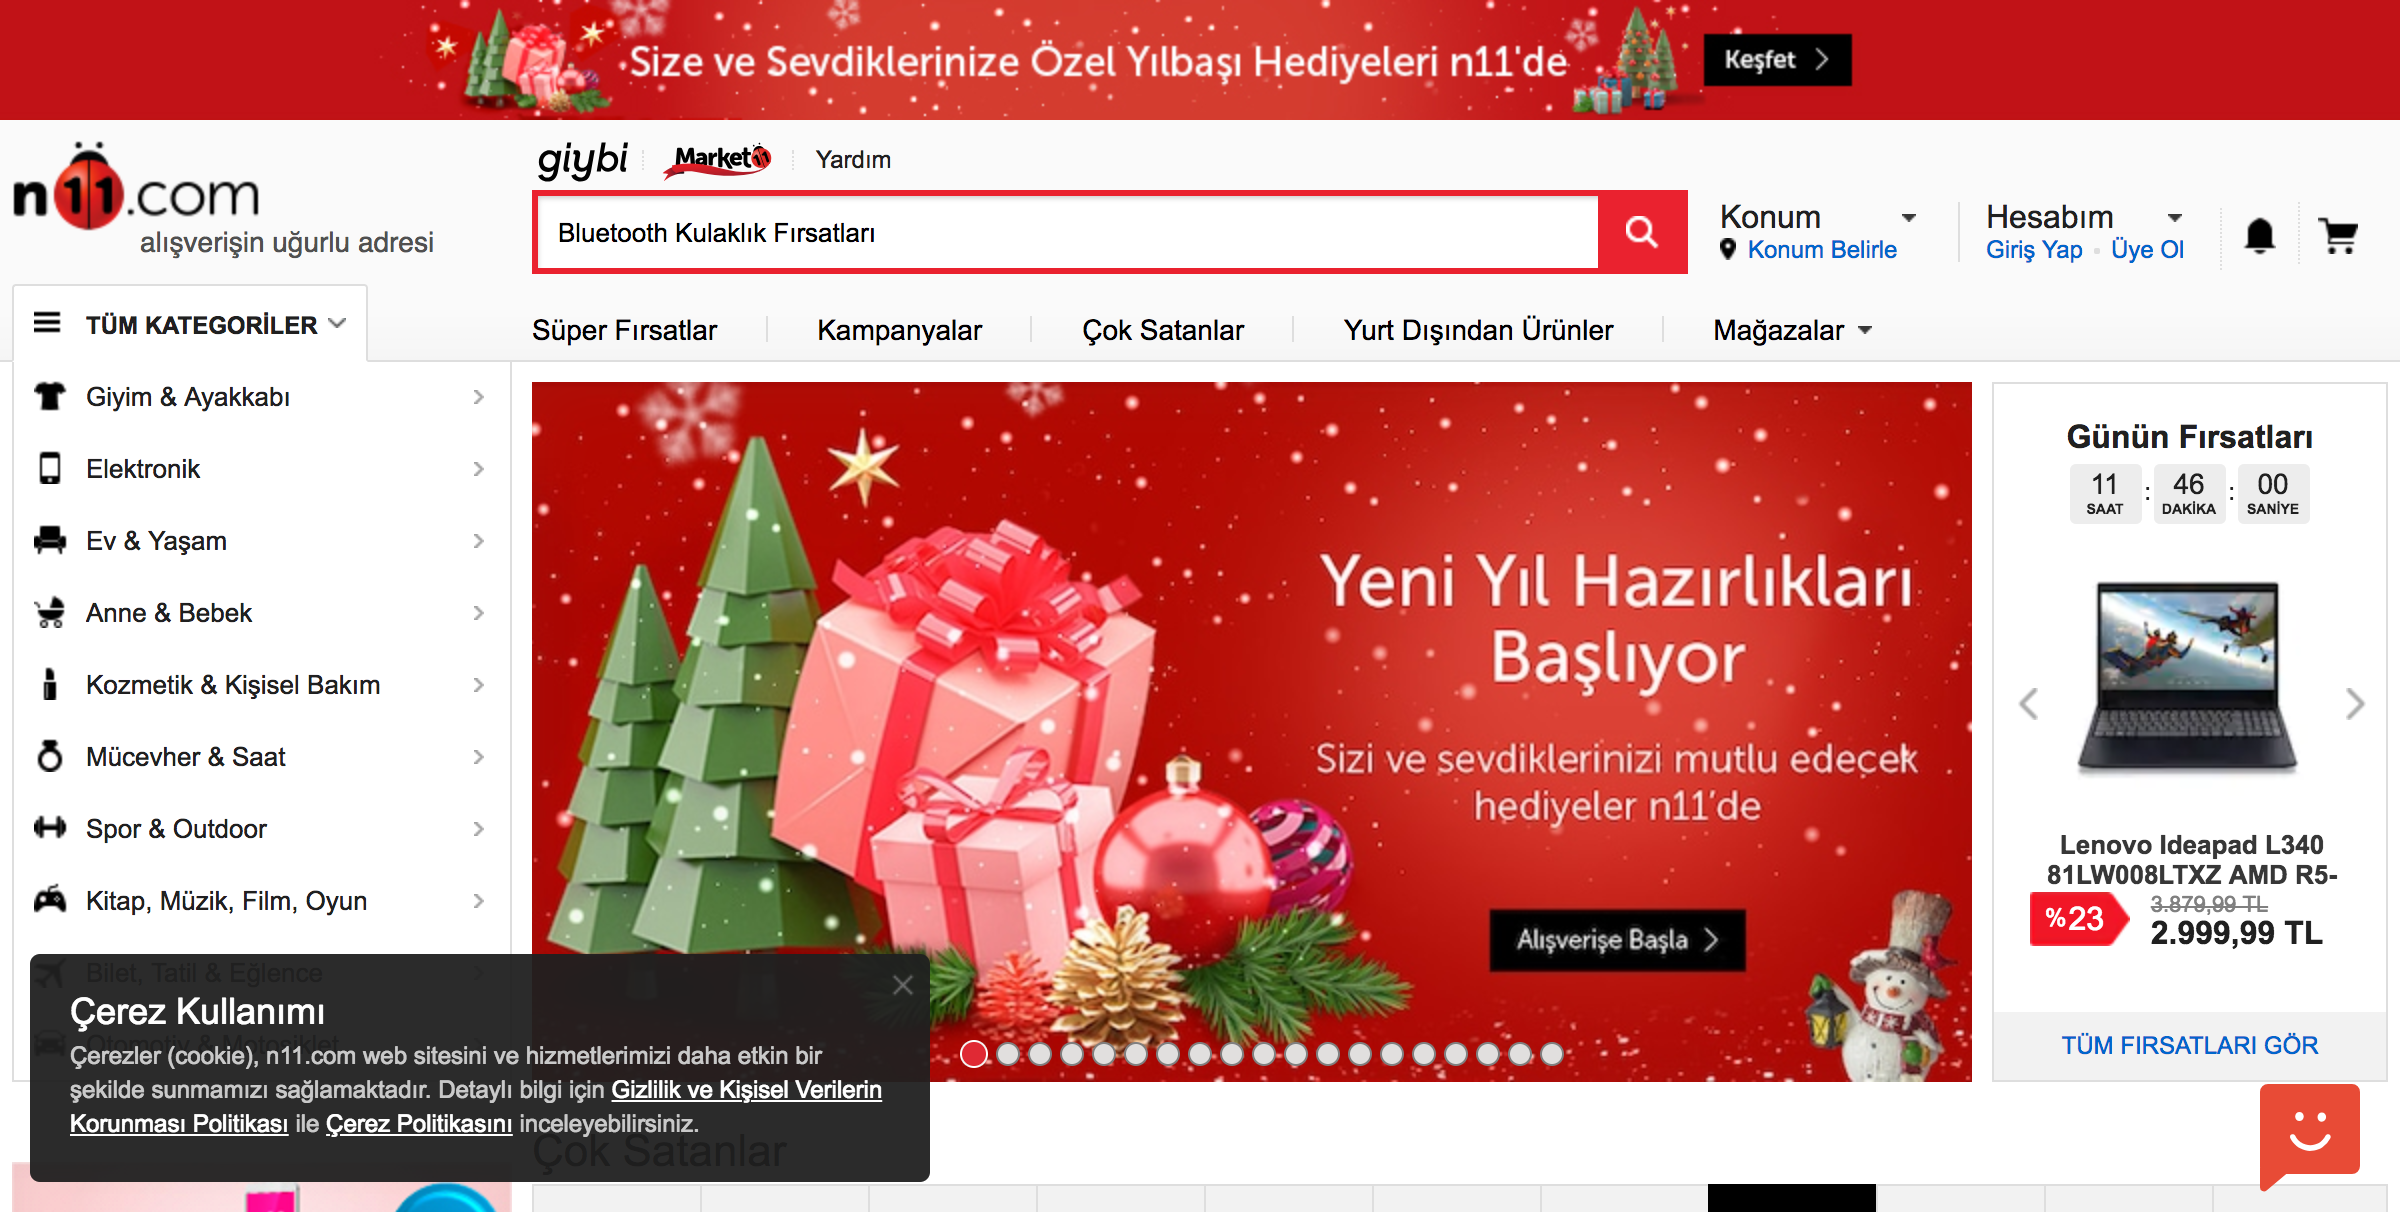 Size ve Sevdiklerinize Özel Yılbaşı Hediyeleri n11'de
Keşfet
n11.com
alışverişin uğurlu adresi
giybi
Market11
Yardım
Bluetooth Kulaklık Fırsatları
Konum
Konum Belirle
Hesabım
Giriş Yap
Üye Ol
TÜM KATEGORİLER
Süper Fırsatlar
Kampanyalar
Çok Satanlar
Yurt Dışından Ürünler
Mağazalar
Giyim & Ayakkabı
Elektronik
Ev & Yaşam
Anne & Bebek
Kozmetik & Kişisel Bakım
Mücevher & Saat
Spor & Outdoor
Kitap, Müzik, Film, Oyun
Bilet, Tatil & Eğlence
Otomotiv & Motosiklet
Yeni Yıl Hazırlıkları
Başlıyor
Sizi ve sevdiklerinizi mutlu edecek
hediyeler n11'de
Alışverişe Başla
Günün Fırsatları
11 : 46 : 00
SAAT DAKİKA SANİYE
Lenovo Ideapad L340
81LW008LTXZ AMD R5-
%23
3.879,99 TL
2.999,99 TL
TÜM FIRSATLARI GÖR
Çerez Kullanımı
Çerezler (cookie), n11.com web sitesini ve hizmetlerimizi daha etkin bir
şekilde sunmamızı sağlamaktadır. Detaylı bilgi için Gizlilik ve Kişisel Verilerin
Korunması Politikası ile Çerez Politikasını inceleyebilirsiniz.
Çok Satanlar